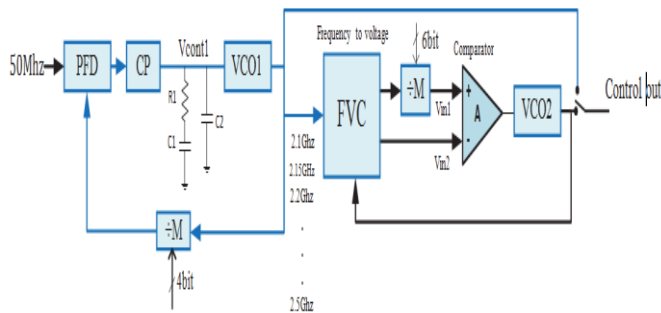 50Mhz
PFD
CP
Vcont1
VCO1
R1
C1
C2
÷M
4bit
2.1Ghz
2.15GHz
2.2Ghz
.
.
.
2.5Ghz
Frequency to voltage
FVC
6bit
÷M
Vin1
Vin2
Comparator
+
A
-
VCO2
Control put